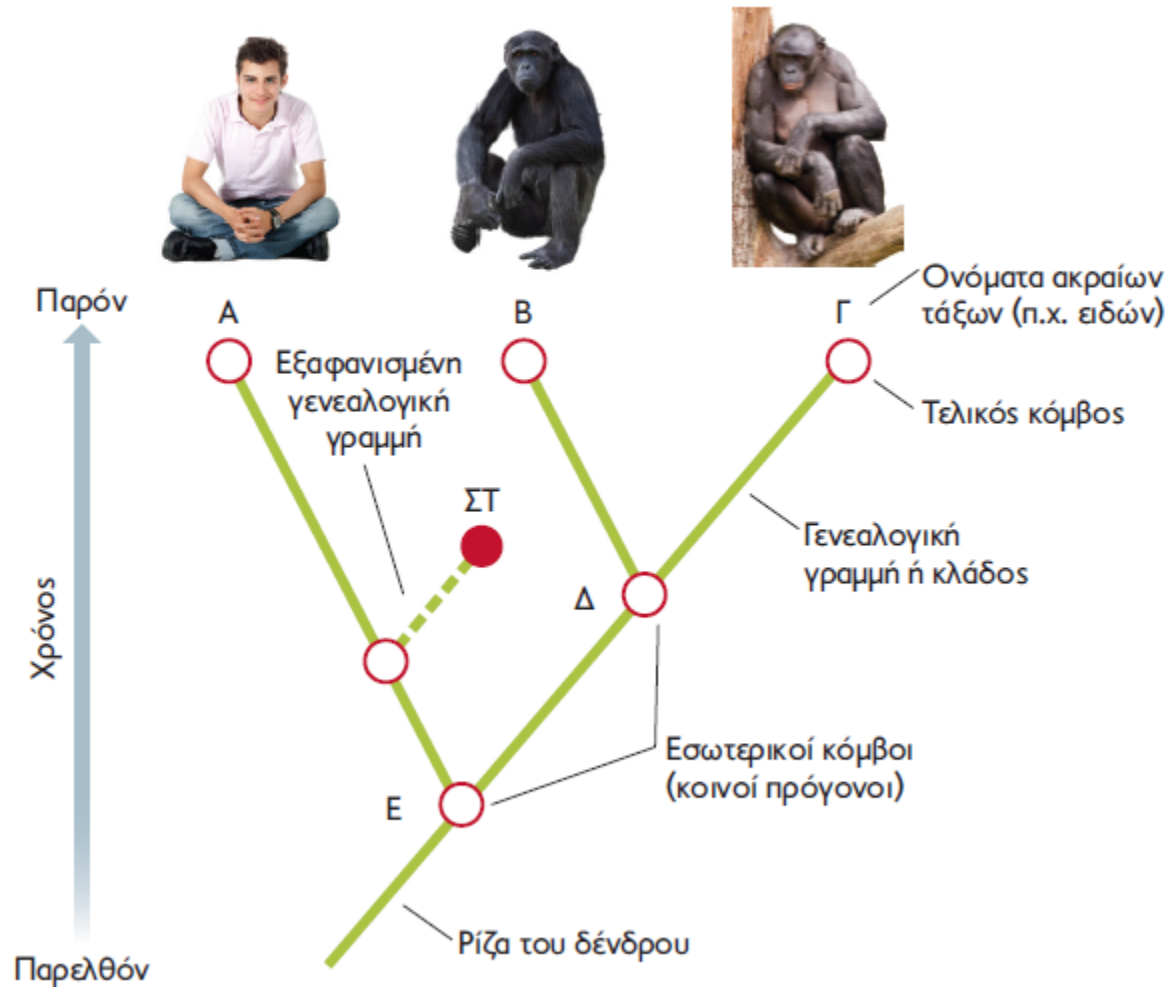 Παρόν
Α
Β
Γ
Ονόματα ακραίων
τάξων (π.χ. ειδών)
Εξαφανισμένη
γενεαλογική
γραμμή
Τελικός κόμβος
ΣΤ
Γενεαλογική
γραμμή ή κλάδος
Δ
Χρόνος
Εσωτερικοί κόμβοι
(κοινοί πρόγονοι)
Ε
Ρίζα του δένδρου
Παρελθόν